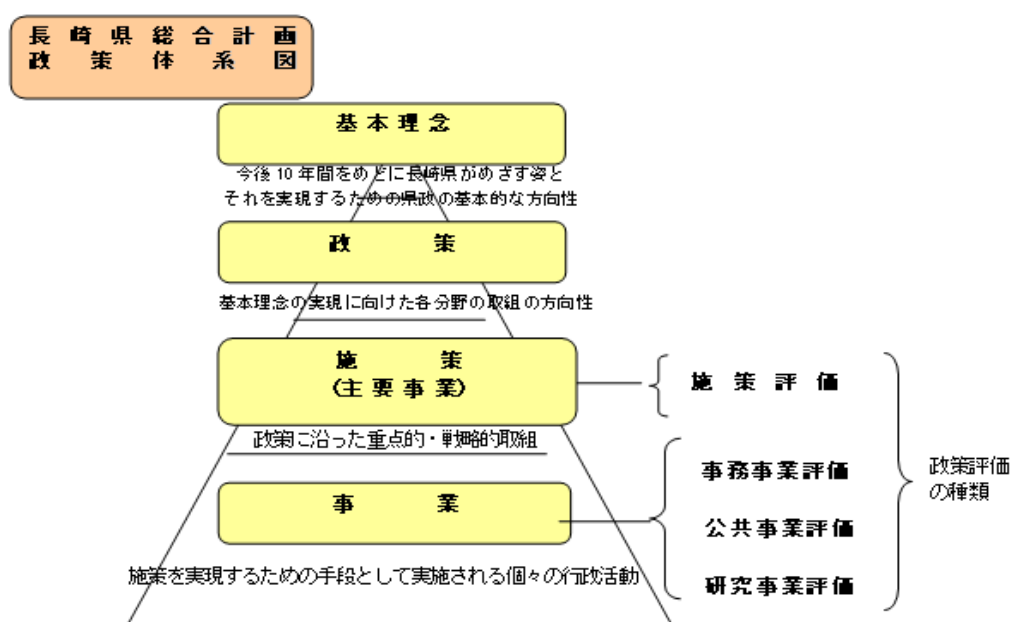 長崎県総合計画
政策体系図
基本理念
今後10年間をめどに長崎県がめざす姿と
それを実現するための県政の基本的な方向性
政策
基本理念の実現に向けた各分野の取組の方向性
施策
(主要事業)
政策に沿った重点的・戦略的取組
事業
施策を実現するための手段として実施される個々の行政活動
施策評価
事務事業評価
公共事業評価
研究事業評価
政策評価
の種類